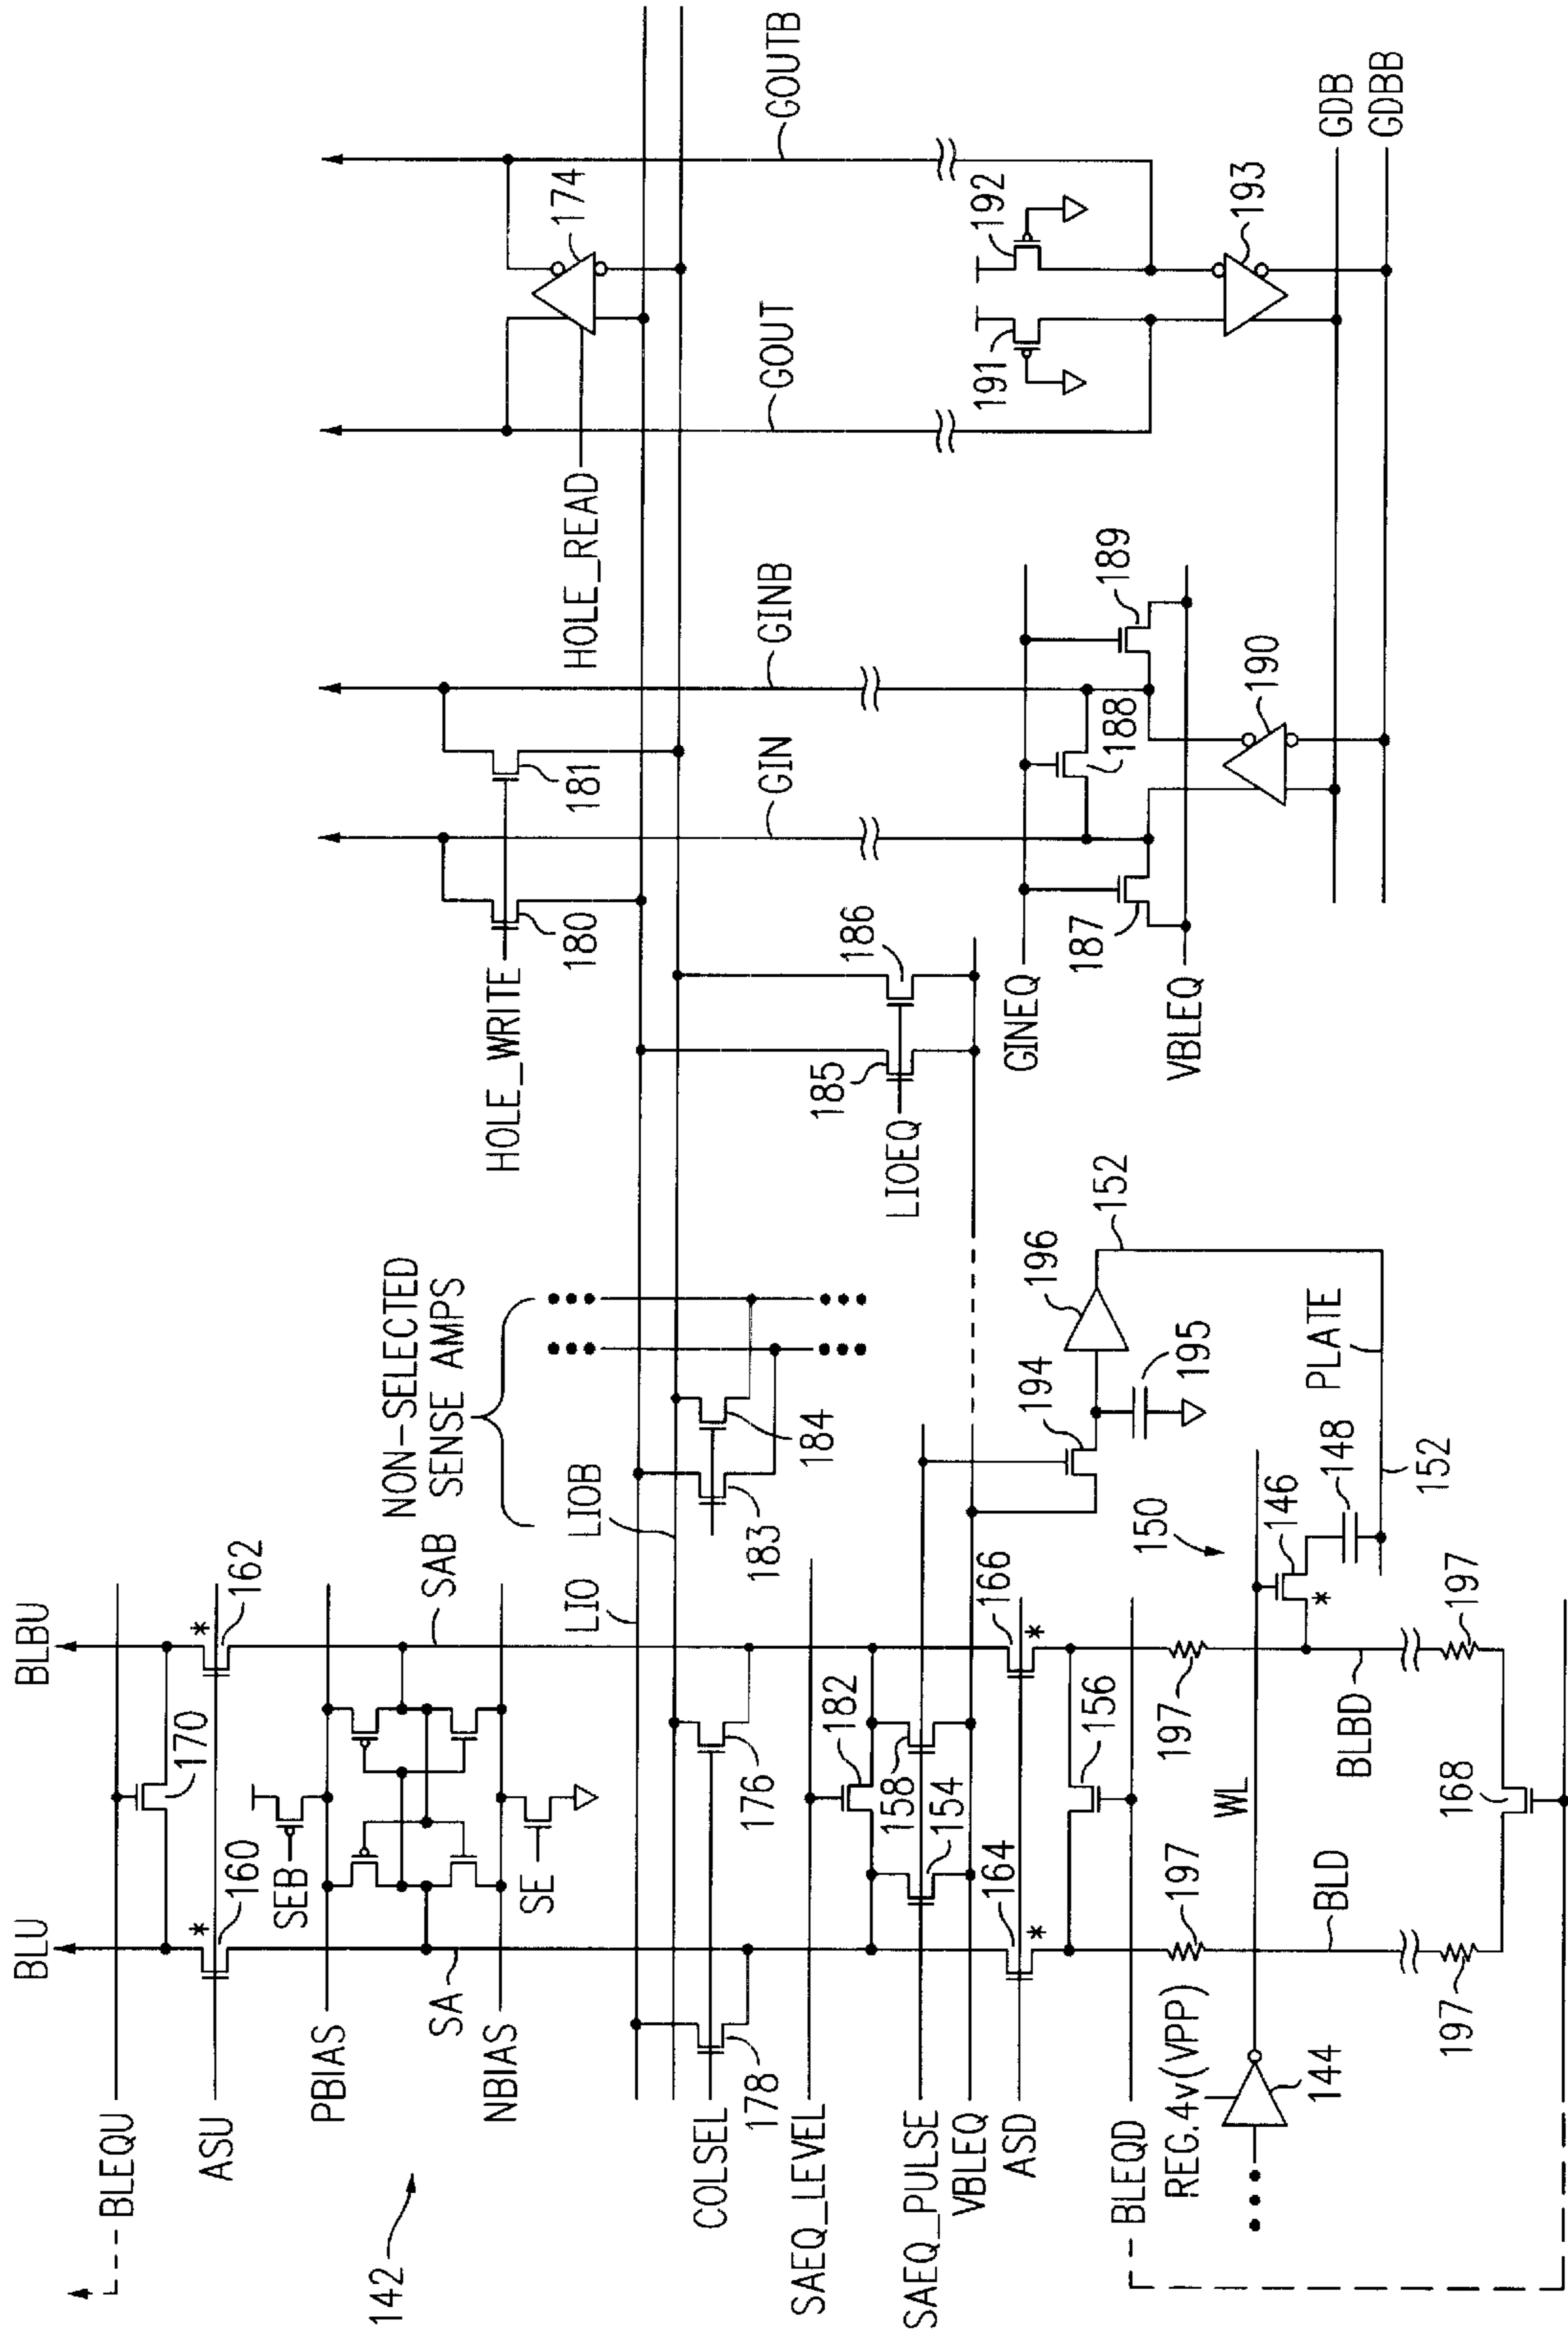 BLEQU
ASU
PBIAS
SA
NBIAS
COLSEL
SAEQ_LEVEL
SAEQ_PULSE
VBLEQ
ASD
BLEQD
REG.4v(VPP)
142
144
BLU
BLBU
160
*
162
*
170
SEB
SE
SAB
178
176
182
158
154
164
*
166
*
156
197
197
WL
BLD
BLBD
197
197
168
150
146
*
148
152
PLATE
194
195
196
152
NON-SELECTED
SENSE AMPS
LIO
LIOB
183
184
HOLE_WRITE
180
181
LIOEQ
185
186
GIN
GINB
GINEQ
VBLEQ
187
188
189
190
HOLE_READ
174
GOUT
GOUTB
191
192
193
GDB
GDBB